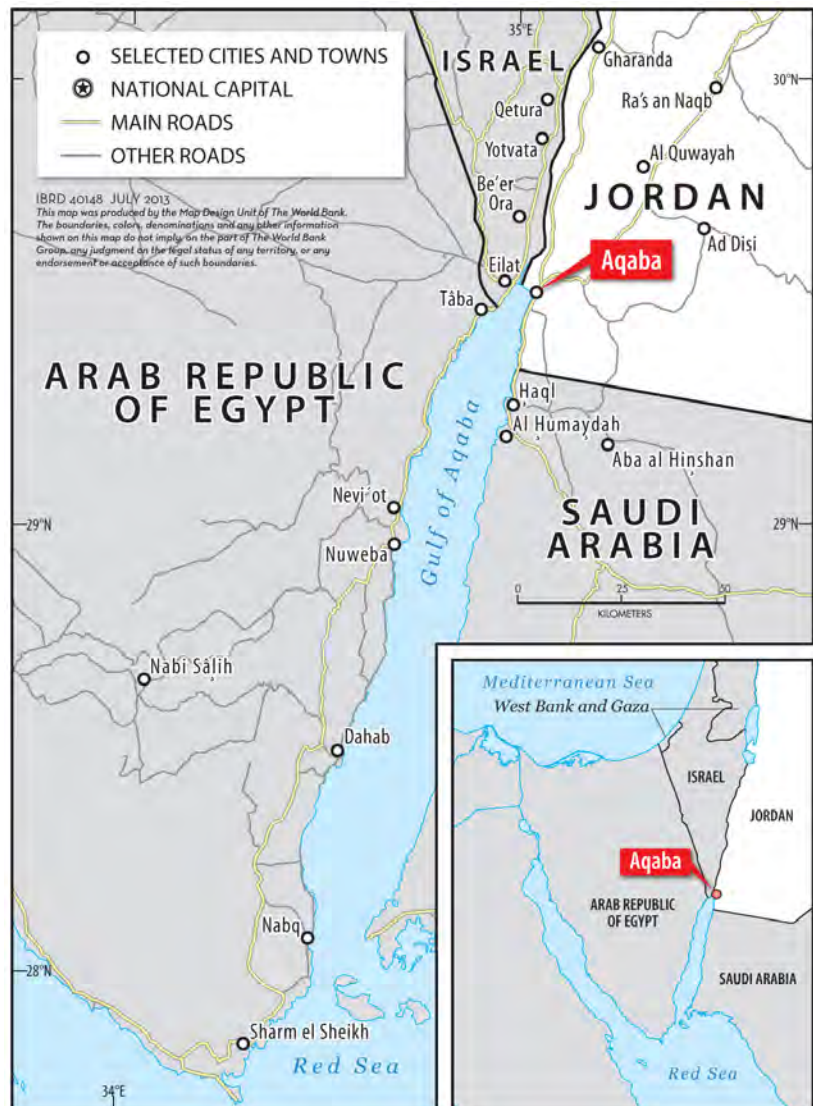 SELECTED CITIES AND TOWNS
NATIONAL CAPITAL
MAIN ROADS
OTHER ROADS
IBRD 40148 JULY 2013
This map was produced by the Map Design Unit of The World Bank.
The boundaries, colors, denominations and any other information
shown on this map do not imply, on the part of The World Bank
Group, any judgment on the legal status of any territory, or any
endorsement or acceptance of such boundaries.
35°E
ISRAEL
Gharanda
30°N
Ra's an Naqb
Qetura
Yotvata
Al Quwayah
Be'er
Ora
JORDAN
Ad Disi
Eilat
Aqaba
Tâba
ARAB REPUBLIC
OF EGYPT
Gulf of Aqaba
Ḩaql
Al Ḩumayḑah
Aba al Hinşhan
Nevi'ot
29°N
SAUDI
ARABIA
29°N
Nuweba
0 25 50
KILOMETERS
Nabi Sâḷih
Dahab
Nabq
28°N
Sharm el Sheikh
Red Sea
34°E
Mediterranean Sea
West Bank and Gaza
ISRAEL
JORDAN
Aqaba
ARAB REPUBLIC
OF EGYPT
SAUDI ARABIA
Red Sea